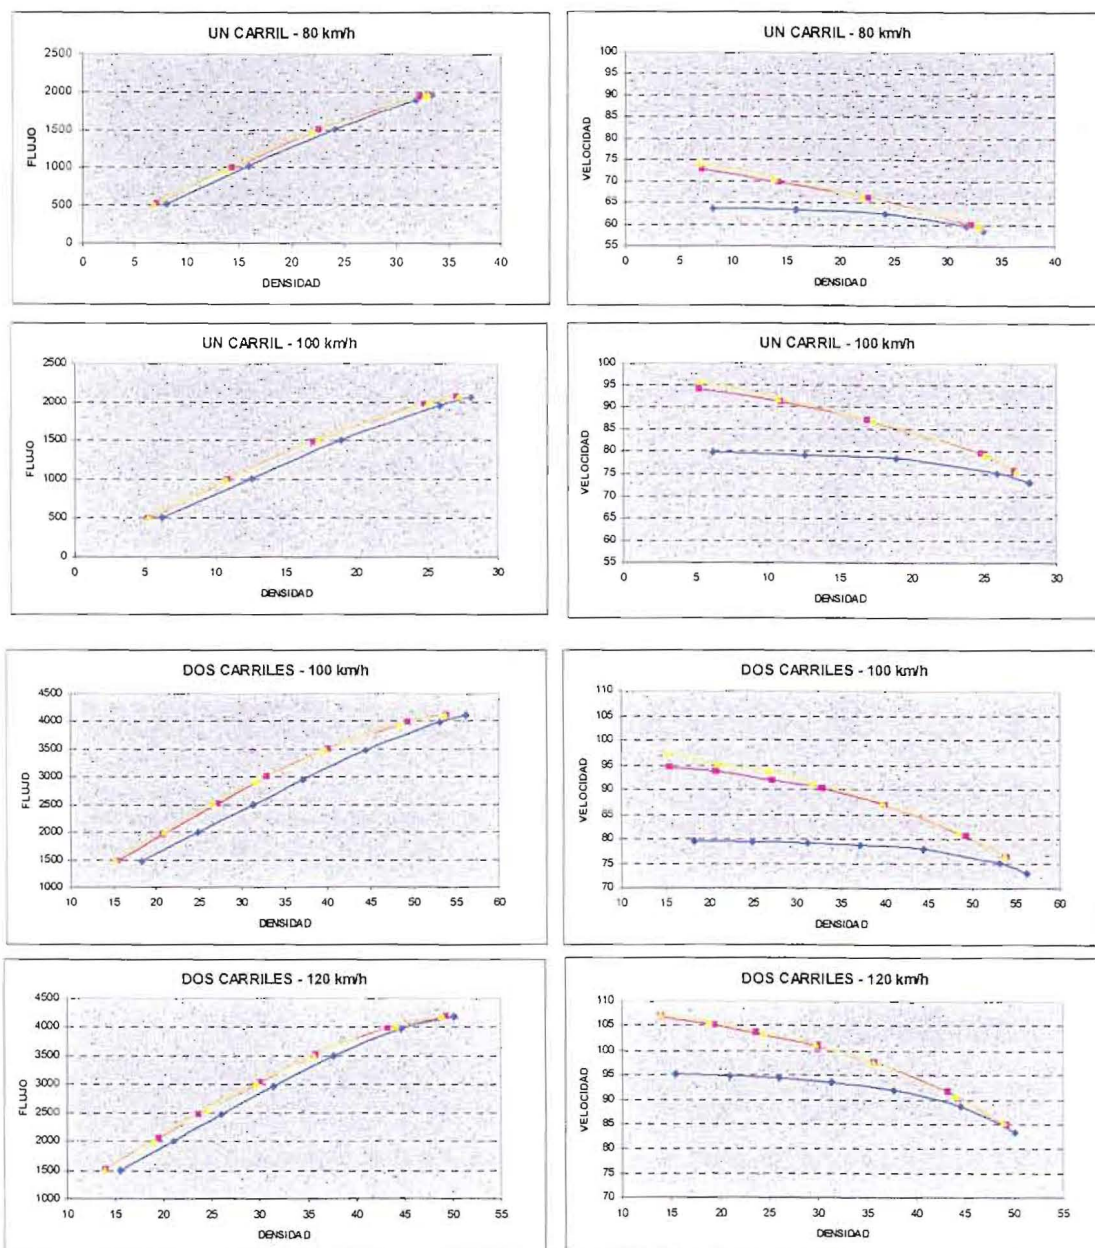 UN CARRIL - 80 km/h
2500
2000
1500
1000
500
0
FLUJO
0 5 10 15 20 25 30 35 40
DENSIDAD
UN CARRIL - 80 km/h
100
95
90
85
80
75
70
65
60
55
VELOCIDAD
0 5 10 15 20 25 30 35 40
DENSIDAD
UN CARRIL - 100 km/h
2500
2000
1500
1000
500
0
FLUJO
0 5 10 15 20 25 30
DENSIDAD
UN CARRIL - 100 km/h
100
95
90
85
80
75
70
65
60
55
VELOCIDAD
0 5 10 15 20 25 30
DENSIDAD
DOS CARRILES - 100 km/h
4500
4000
3500
3000
2500
2000
1500
1000
FLUJO
10 15 20 25 30 35 40 45 50 55 60
DENSIDAD
DOS CARRILES - 100 km/h
110
105
100
95
90
85
80
75
70
VELOCIDAD
10 15 20 25 30 35 40 45 50 55 60
DENSIDAD
DOS CARRILES - 120 km/h
4500
4000
3500
3000
2500
2000
1500
1000
FLUJO
10 15 20 25 30 35 40 45 50 55
DENSIDAD
DOS CARRILES - 120 km/h
110
105
100
95
90
85
80
75
70
VELOCIDAD
10 15 20 25 30 35 40 45 50 55
DENSIDAD